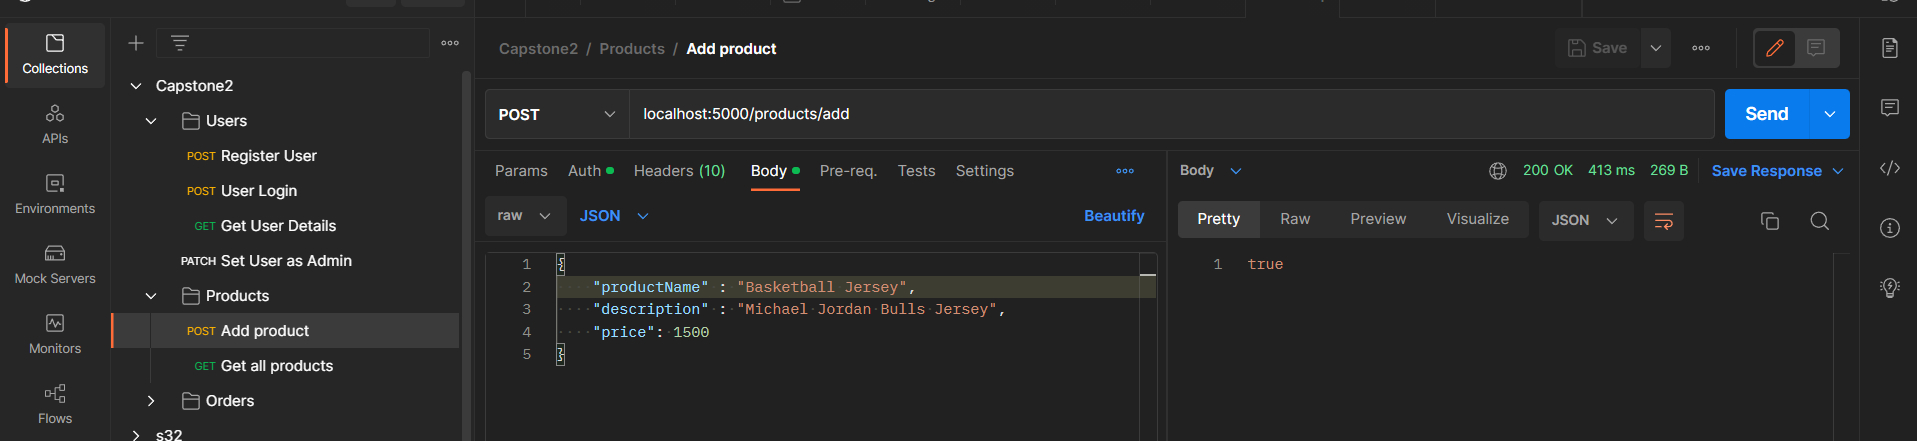 Collections
APIs
Environments
Mock Servers
Monitors
Flows
Capstone2
Users
POST Register User
POST User Login
GET Get User Details
PATCH Set User as Admin
Products
POST Add product
GET Get all products
Orders
s32
Capstone2 / Products / Add product
Save
POST localhost:5000/products/add
Send
Params Auth Headers (10) Body Pre-req. Tests Settings
raw JSON Beautify
1 {
2 "productName" : "Basketball Jersey",
3 "description" : "Michael Jordan Bulls Jersey",
4 "price": 1500
5 }
Body 200 OK 413 ms 269 B Save Response
Pretty Raw Preview Visualize JSON
1 true